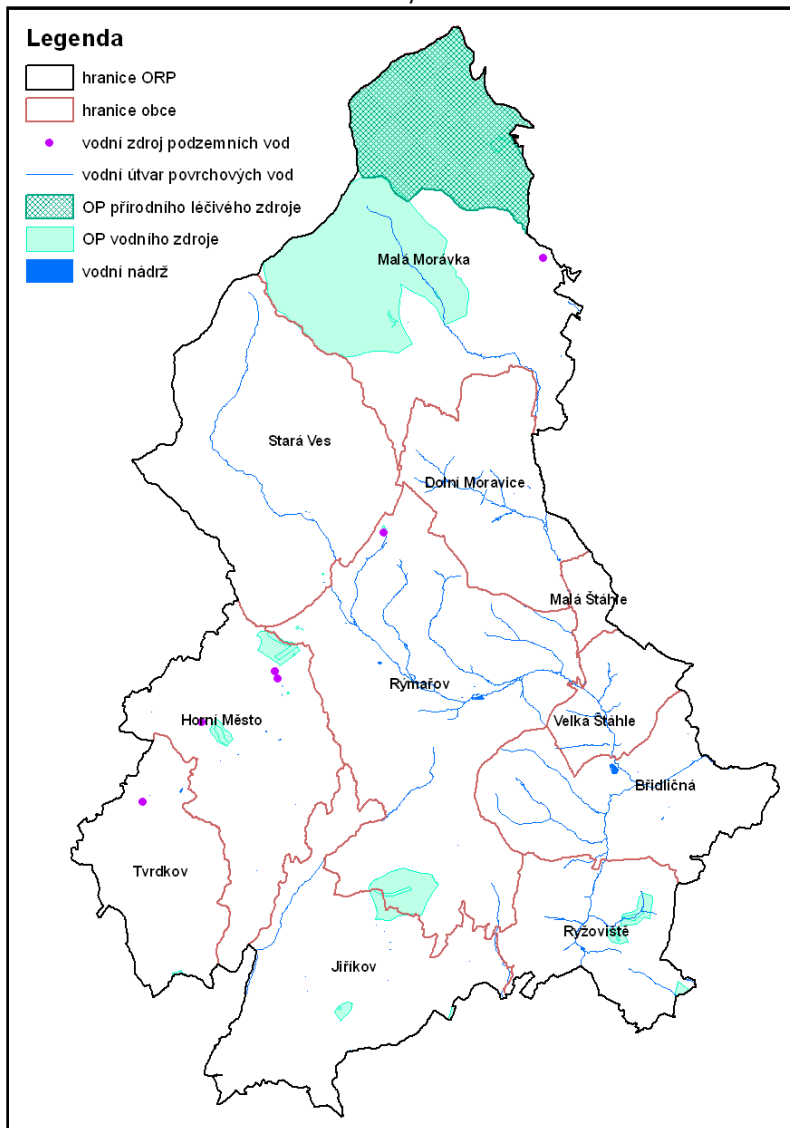 Legenda
hranice ORP
hranice obce
vodní zdroj podzemních vod
vodní útvar povrchových vod
OP přírodního léčivého zdroje
OP vodního zdroje
vodní nádrž
Malá Morávka
Stará Ves
Dolní Moravice
Malá Štáhle
Rýmařov
Horní Město
Velká Štáhle
Břidličná
Tvrdkov
Ryžoviště
Jiříkov